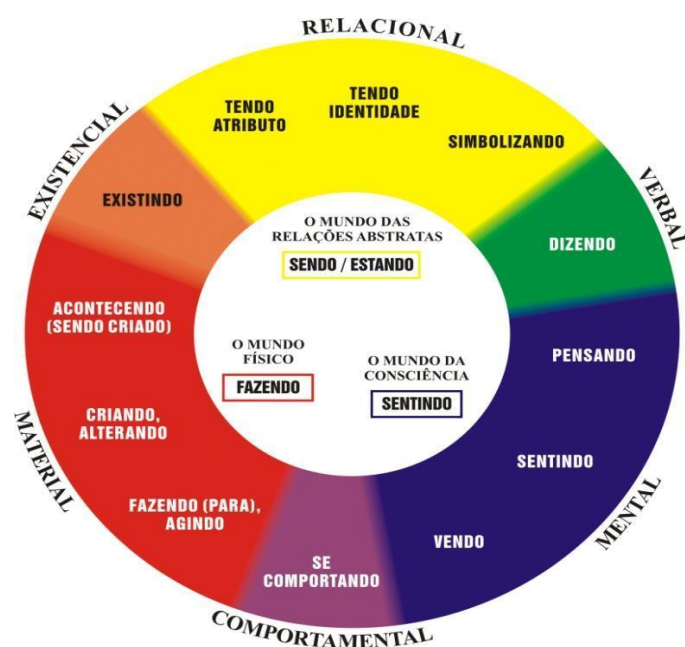 RELACIONAL
TENDO
ATRIBUTO
TENDO
IDENTIDADE
SIMBOLIZANDO
EXISTENCIAL
EXISTINDO
VERBAL
DIZENDO
O MUNDO DAS
RELAÇÕES ABSTRATAS
SENDO / ESTANDO
ACONTECENDO
(SENDO CRIADO)
O MUNDO
FÍSICO
FAZENDO
O MUNDO DA
CONSCIÊNCIA
SENTINDO
PENSANDO
CRIANDO,
ALTERANDO
SENTINDO
MATERIAL
FAZENDO (PARA),
AGINDO
VENDO
MENTAL
SE
COMPORTANDO
COMPORTAMENTAL